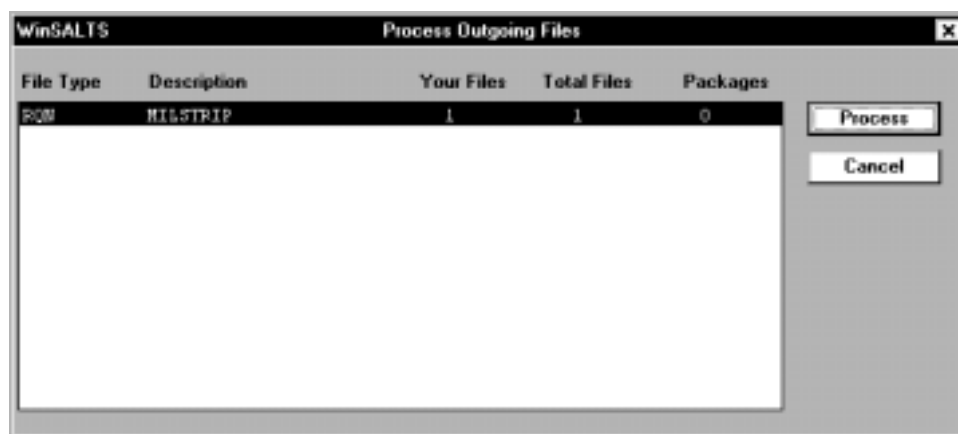 WinSALTS Process Outgoing Files
File Type Description Your Files Total Files Packages
RQN MILSTRIP 1 1 0
Process
Cancel